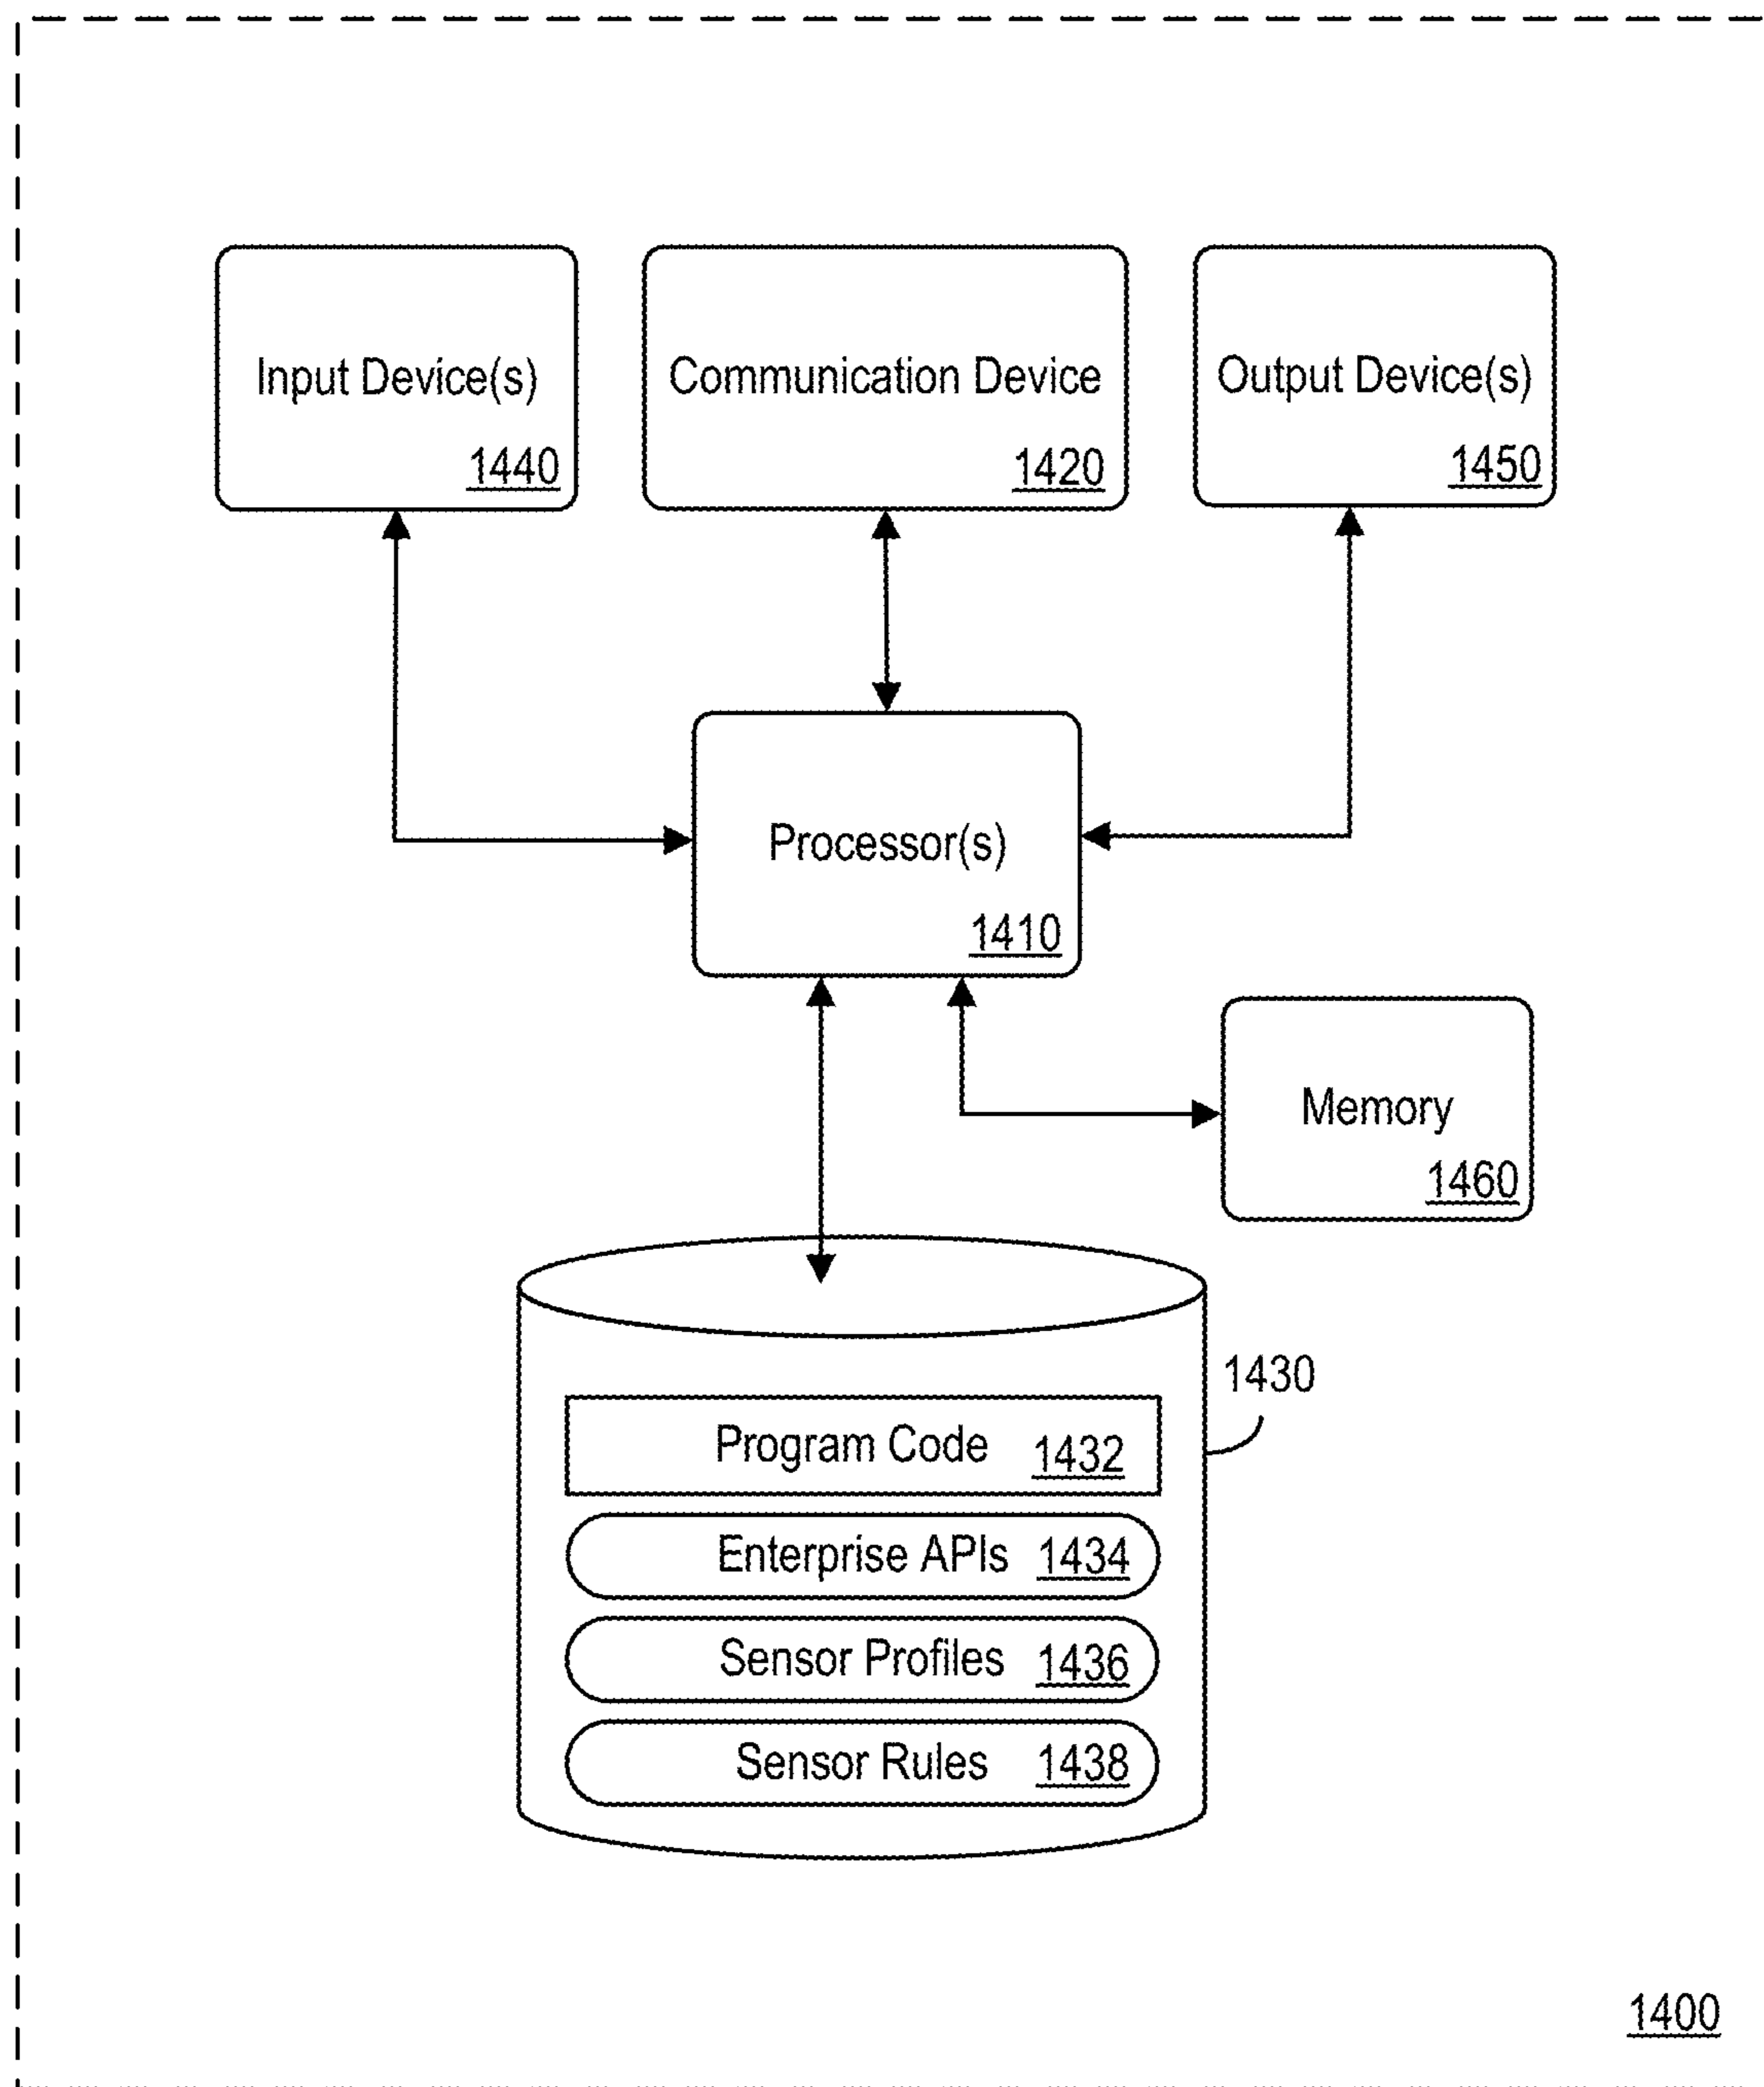 Input Device(s)
1440
Communication Device
1420
Output Device(s)
1450
Processor(s)
1410
Memory
1460
1430
Program Code 1432
Enterprise APIs 1434
Sensor Profiles 1436
Sensor Rules 1438
1400